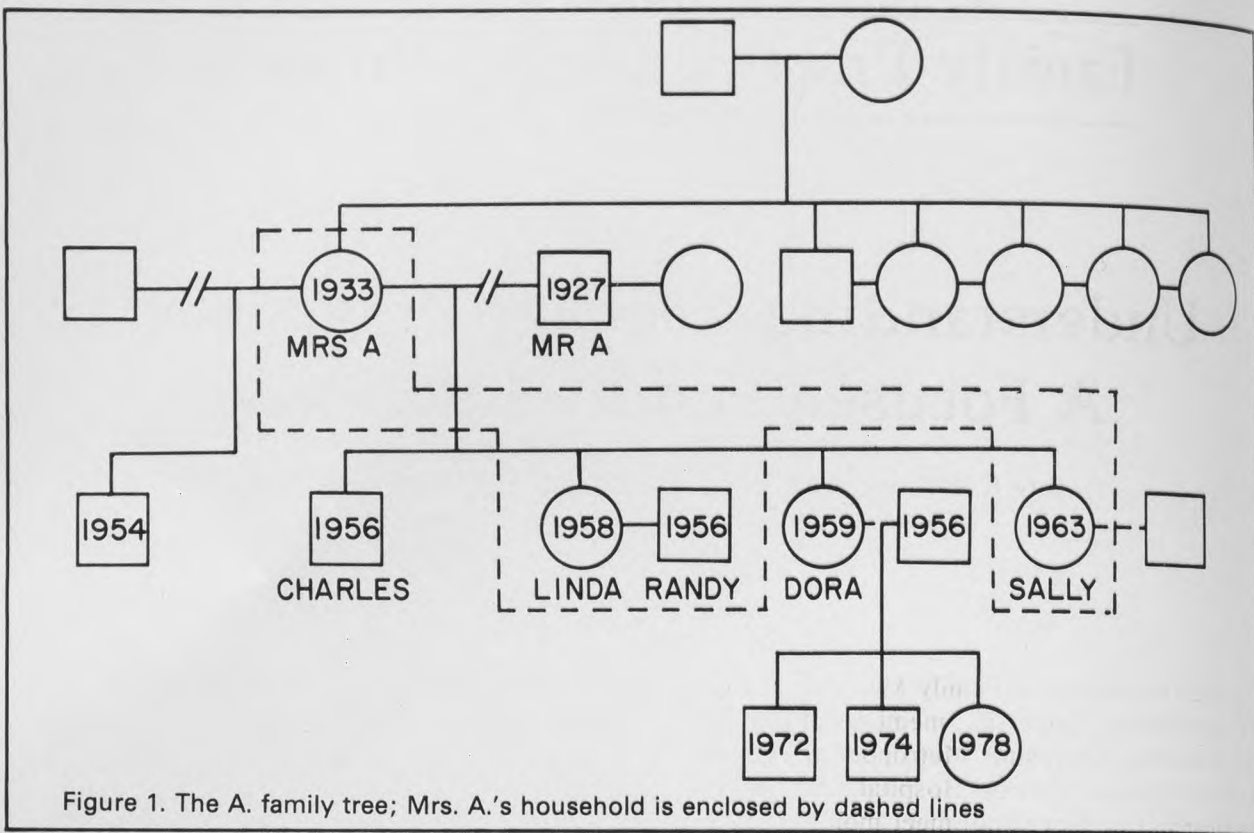 1933
1927
MRS A
MR A
1954
1956
1958
1956
1959
1956
1963
CHARLES
LINDA
RANDY
DORA
SALLY
1972
1974
1978
Figure 1. The A. family tree; Mrs. A.'s household is enclosed by dashed lines